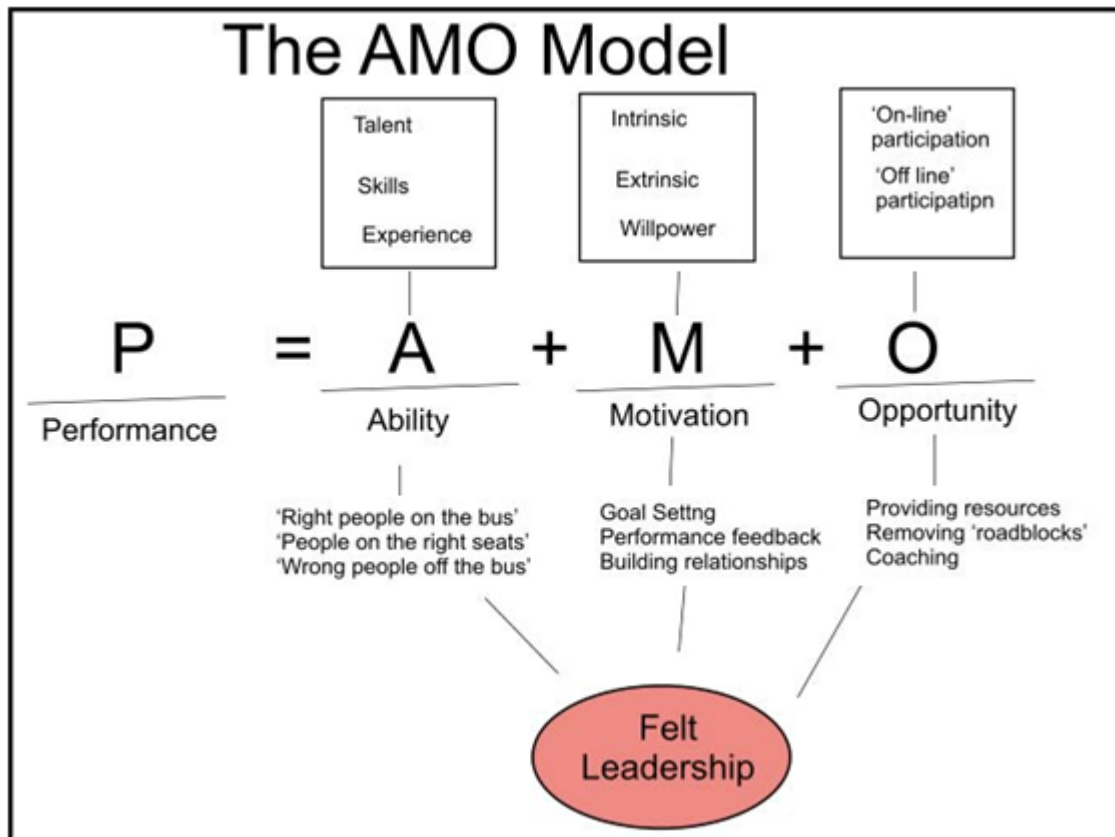 The AMO Model
Talent
Skills
Experience
Intrinsic
Extrinsic
Willpower
‘On-line’
participation
‘Off line’
participatipn
P = A + M + O
Performance
Ability
Motivation
Opportunity
‘Right people on the bus’
‘People on the right seats’
‘Wrong people off the bus’
Goal Settng
Performance feedback
Building relationships
Providing resources
Removing ‘roadblocks’
Coaching
Felt
Leadership